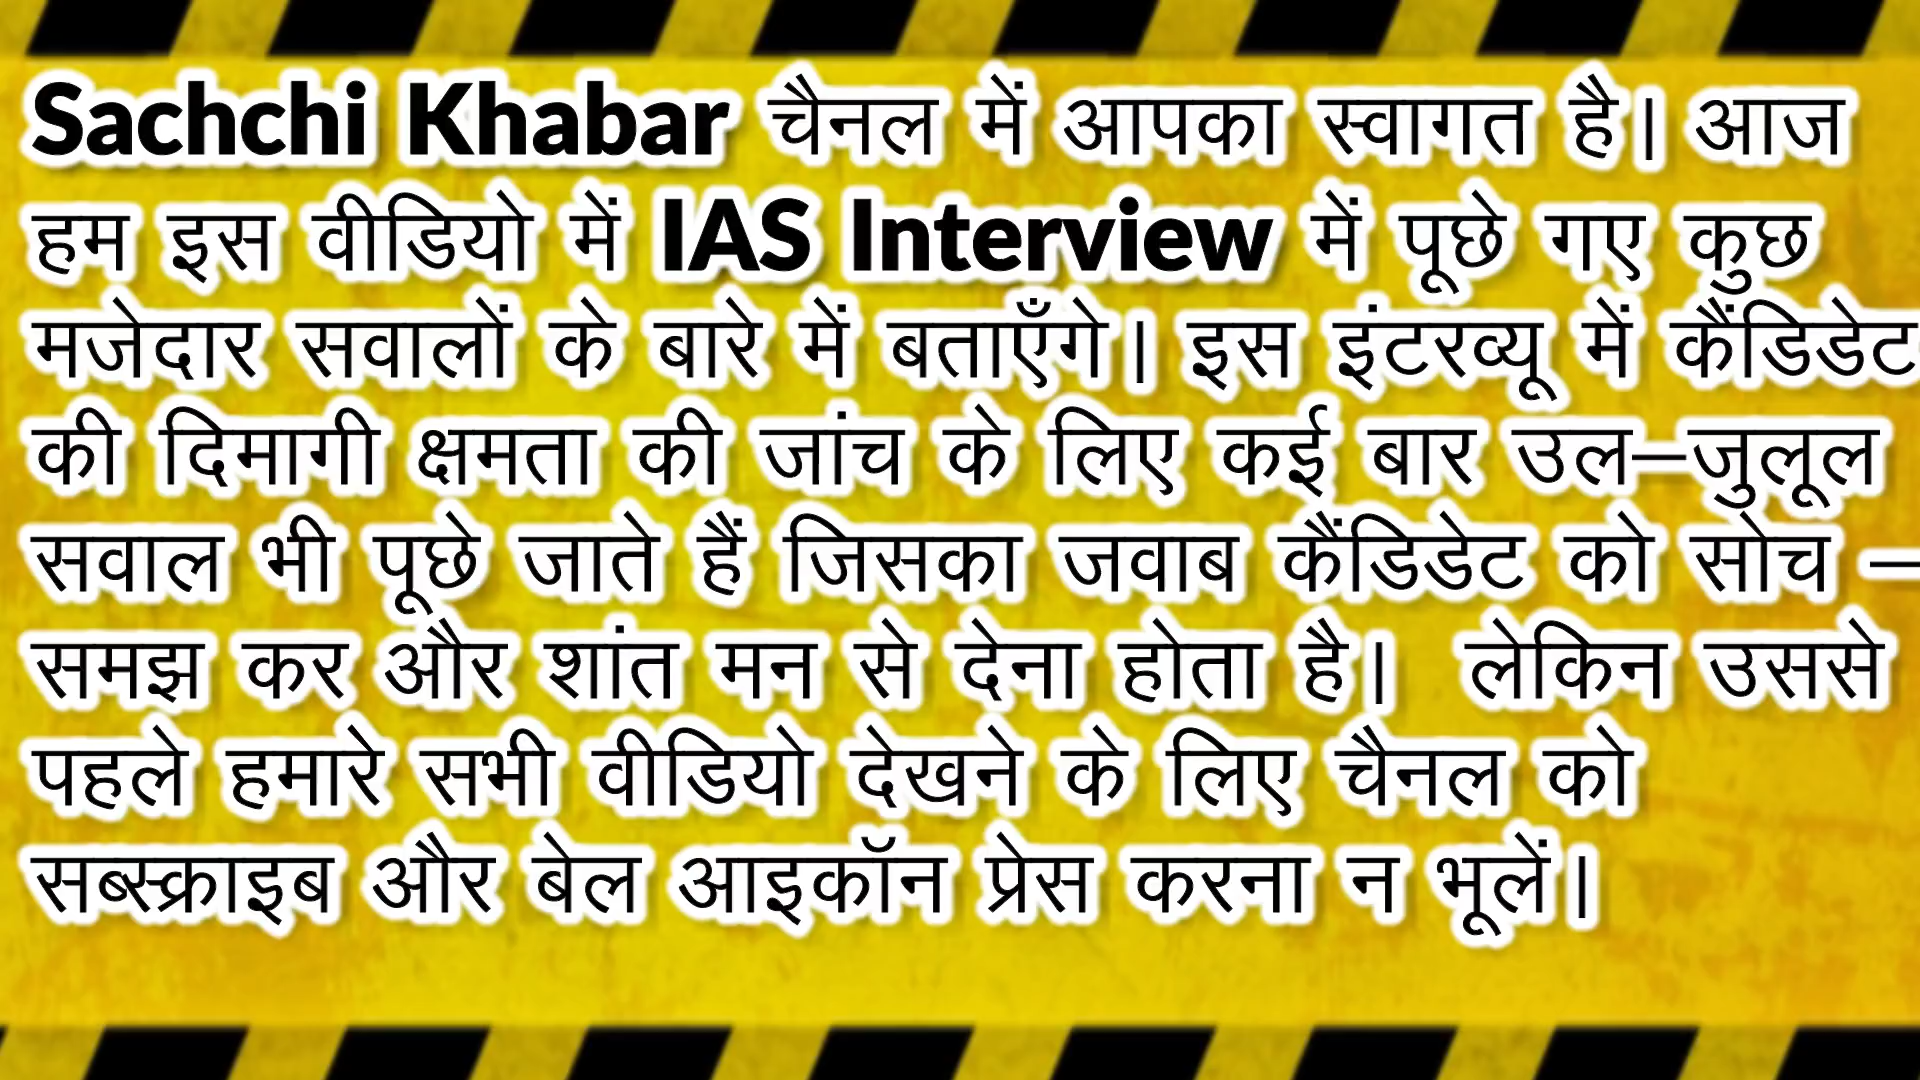 Sachchi Khabar चैनल में आपका स्वागत है। आज
हम इस वीडियो में IAS Interview में पूछे गए कुछ
मजेदार सवालों के बारे में बताएँगे। इस इंटरव्यू में कैंडिडेट
की दिमागी क्षमता की जांच के लिए कई बार उल–जुलूल
सवाल भी पूछे जाते हैं जिसका जवाब कैंडिडेट को सोच –
समझ कर और शांत मन से देना होता है। लेकिन उससे
पहले हमारे सभी वीडियो देखने के लिए चैनल को
सब्स्क्राइब और बेल आइकॉन प्रेस करना न भूलें।